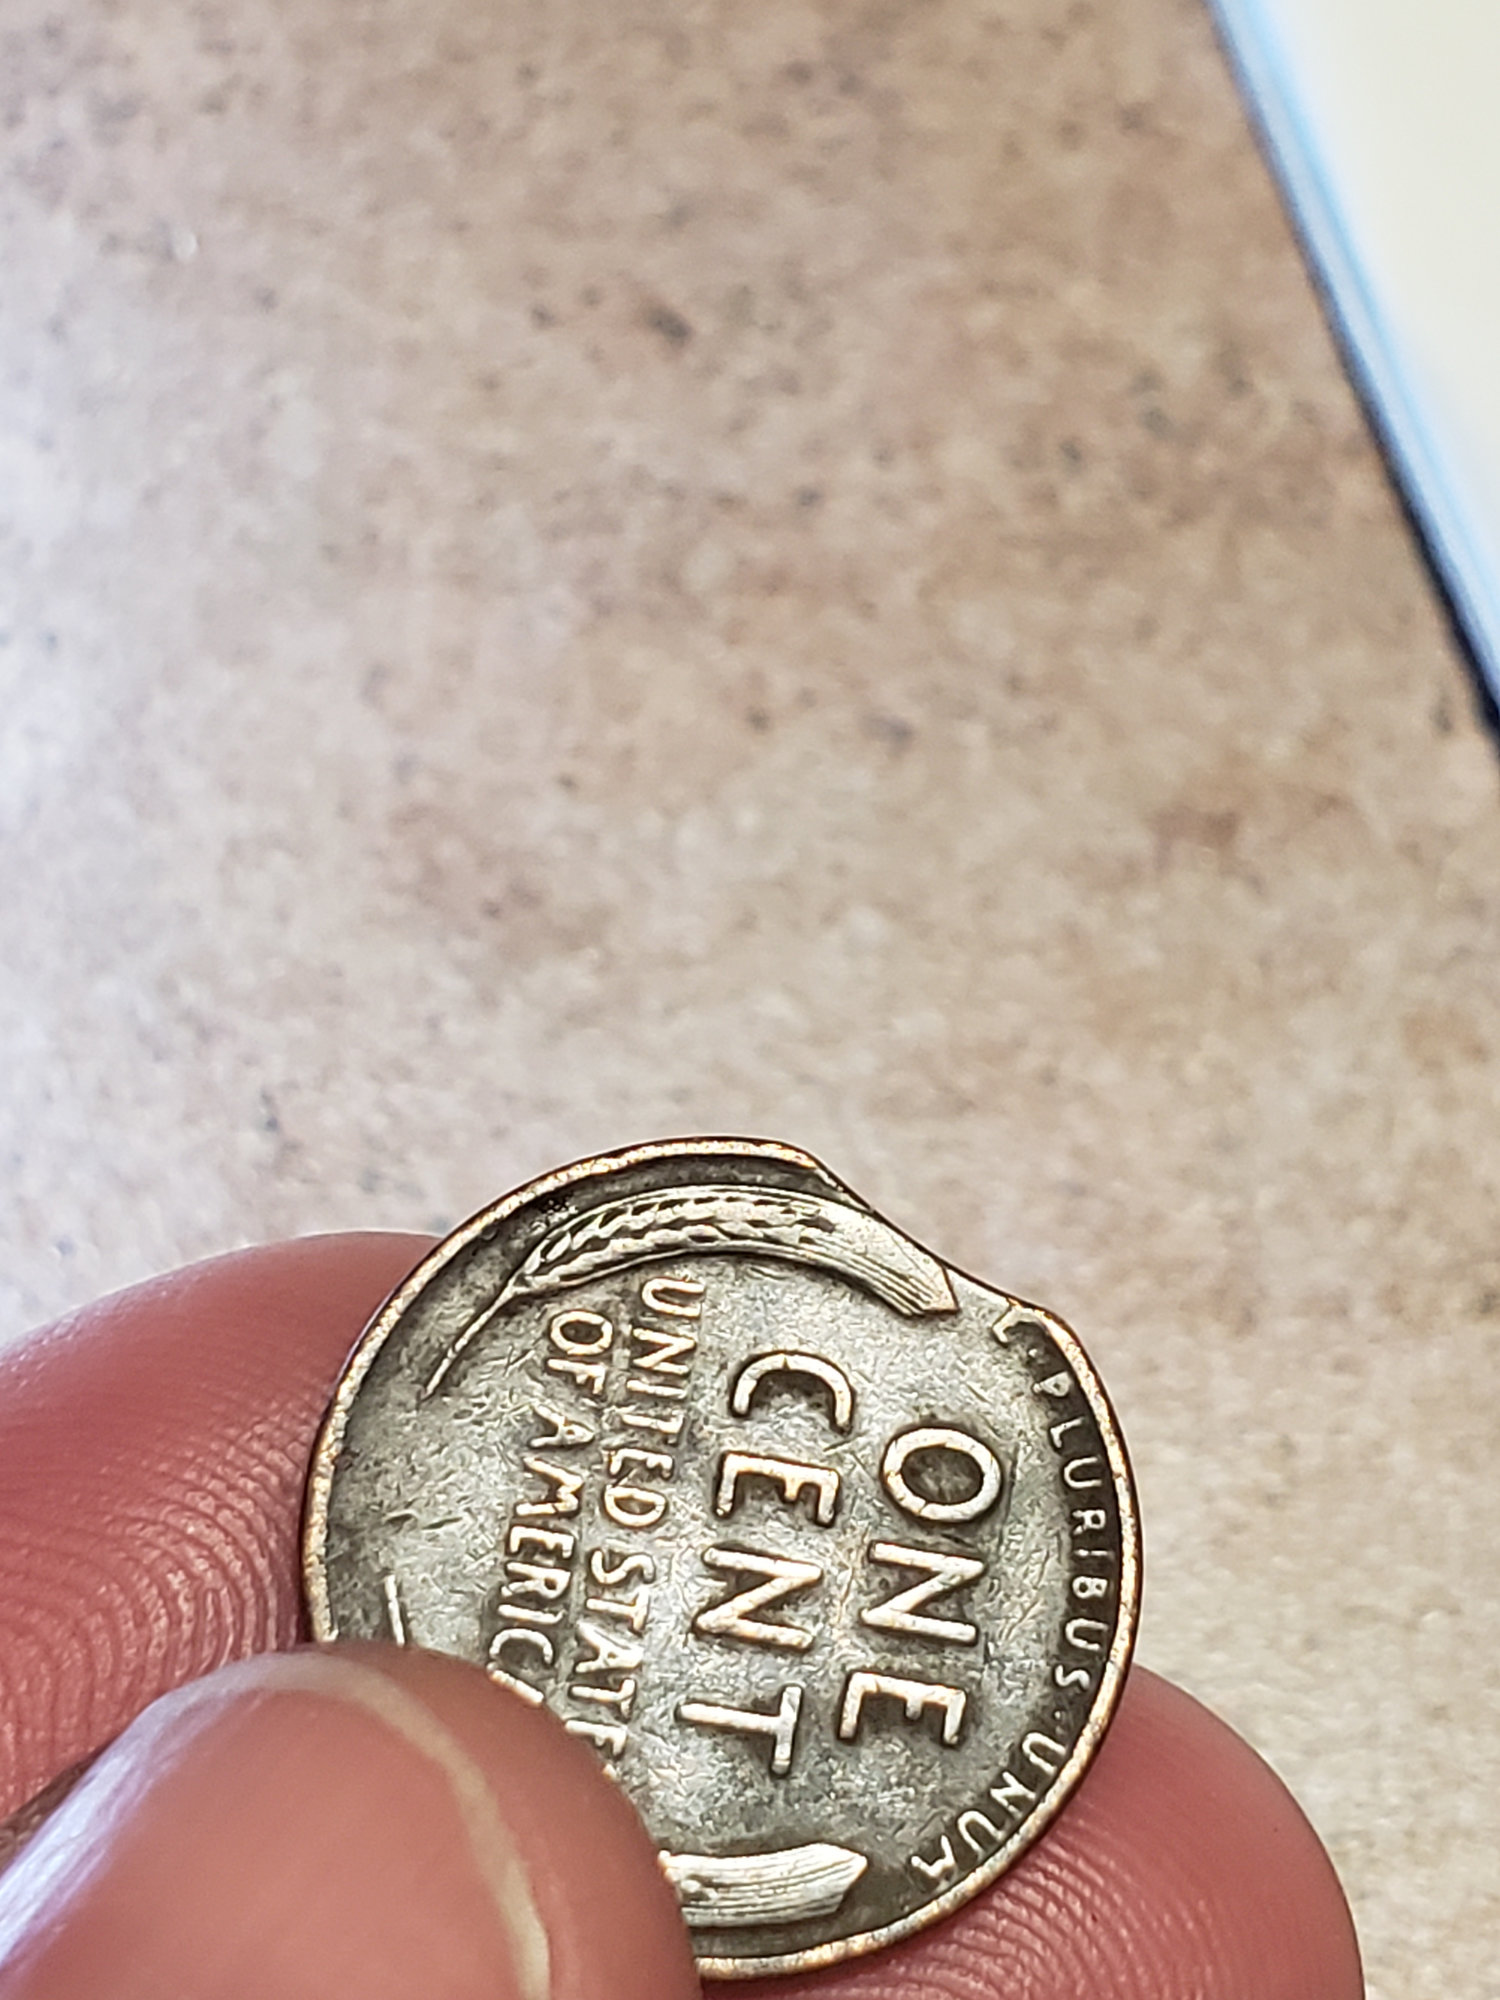 E · PLURIBUS · UNUM
ONE
CENT
UNITED STATE
OF AMERIC